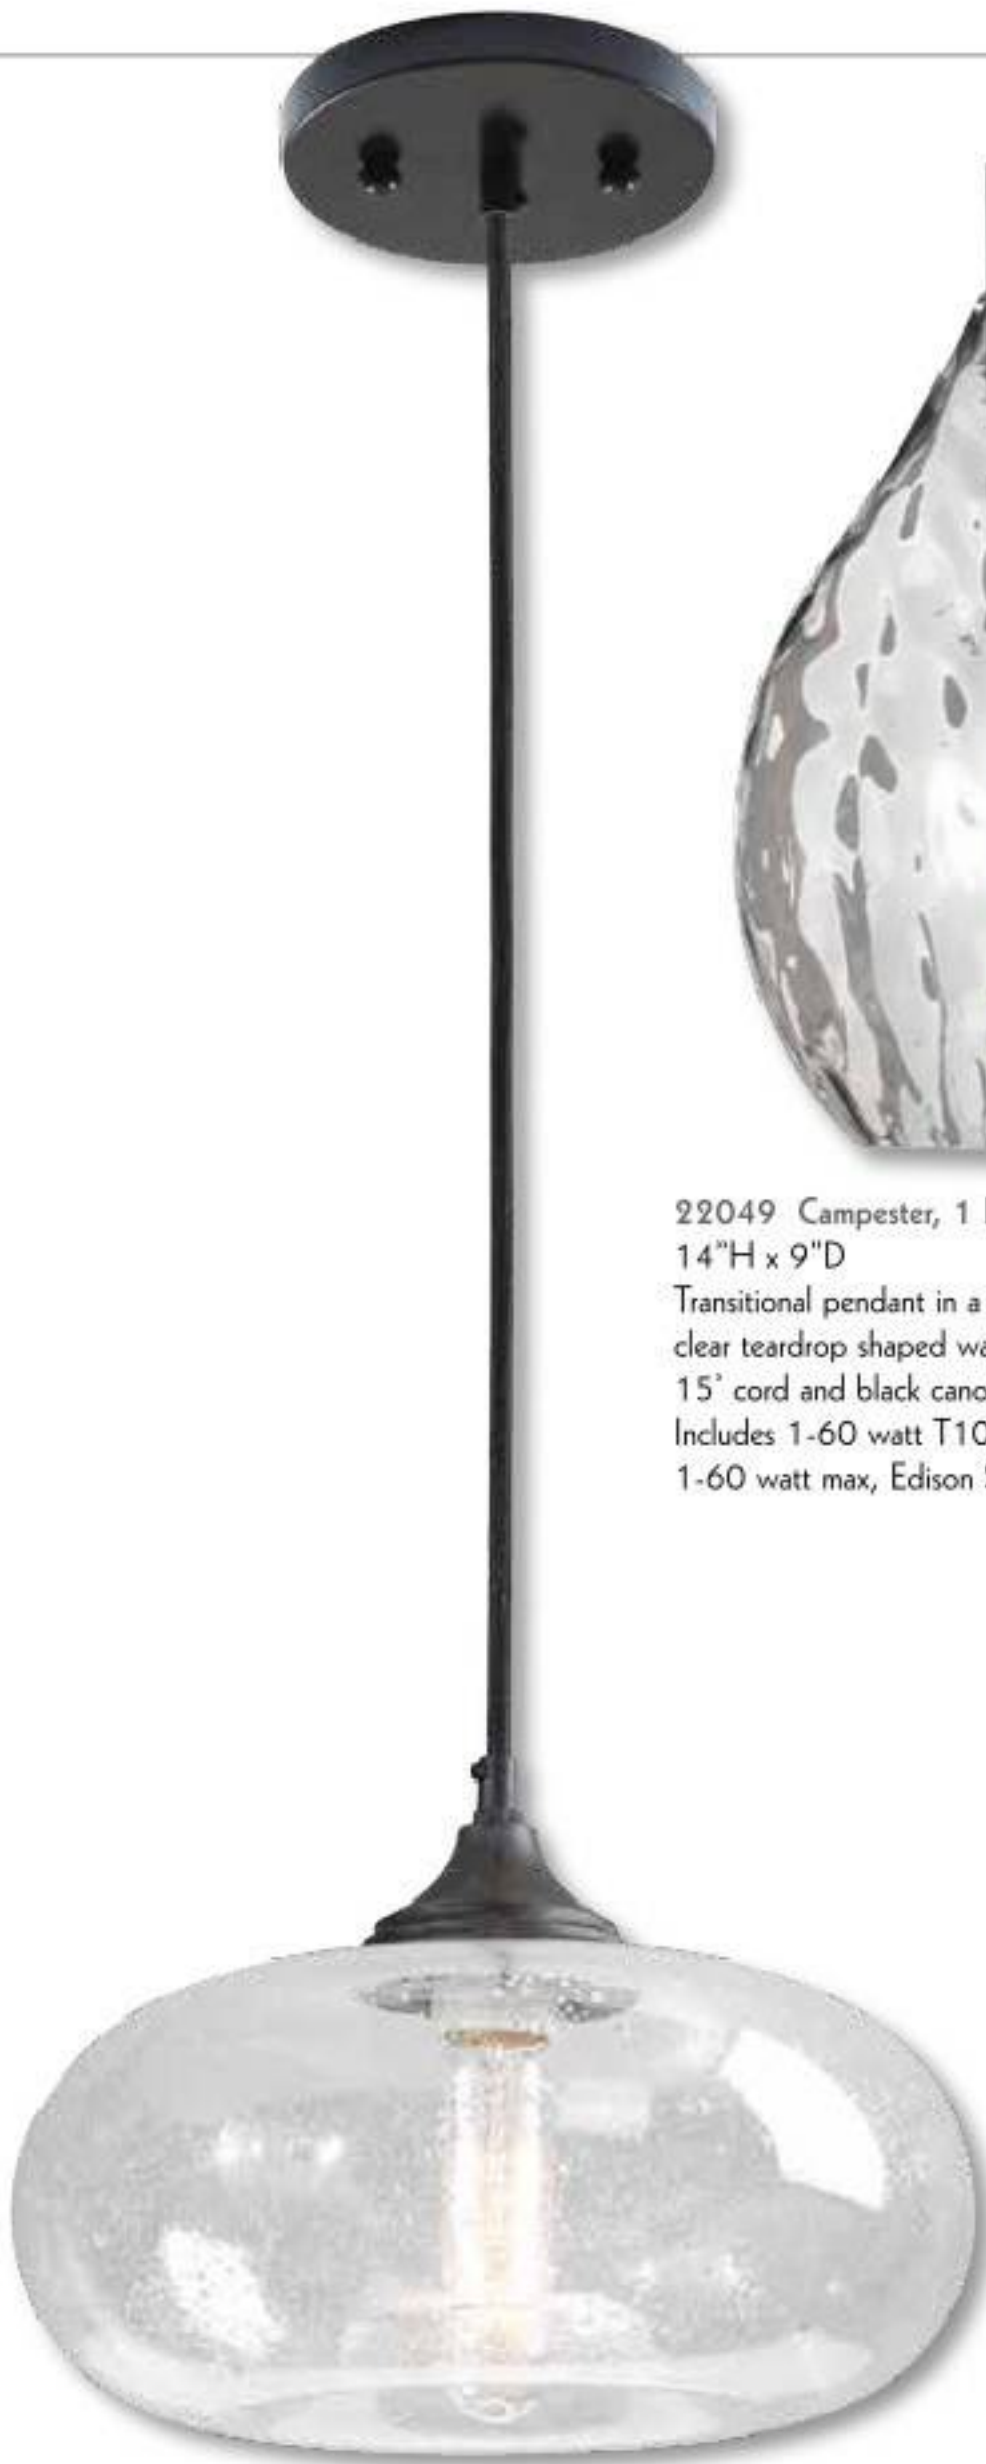 22049 Campester, 1
14"H x 9"D
Transitional pendant in a
clear teardrop shaped
15' cord and black
Includes 1-60 watt T10
1-60 watt max, Edison